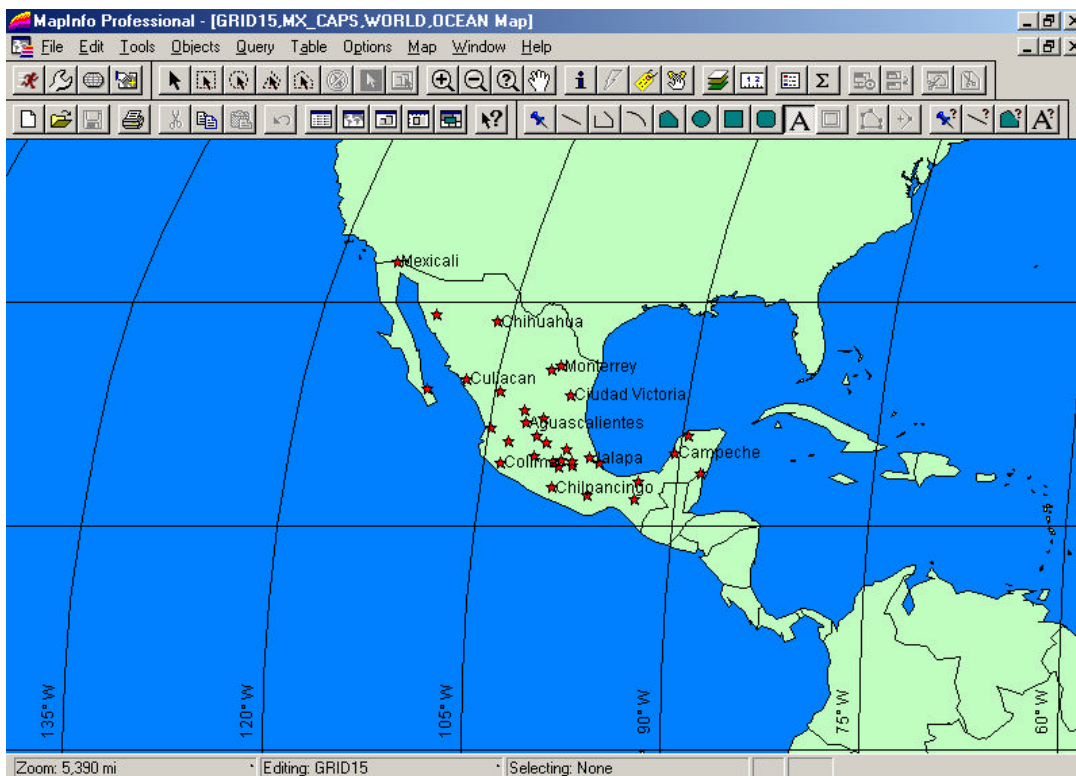 MapInfo Professional - [GRID15,MX_CAPS,WORLD,OCEAN Map]
File Edit Tools Objects Query Table Options Map Window Help
1.2 Σ
? A ? ? ? A?
Mexicali
Chihuahua
Monterrey
Culiacan
Ciudad Victoria
Aguascalientes
Campeche
Colima
Jalapa
Chilpancingo
135° W
120° W
105° W
90° W
75° W
60° W
Zoom: 5,390 mi Editing: GRID15 Selecting: None